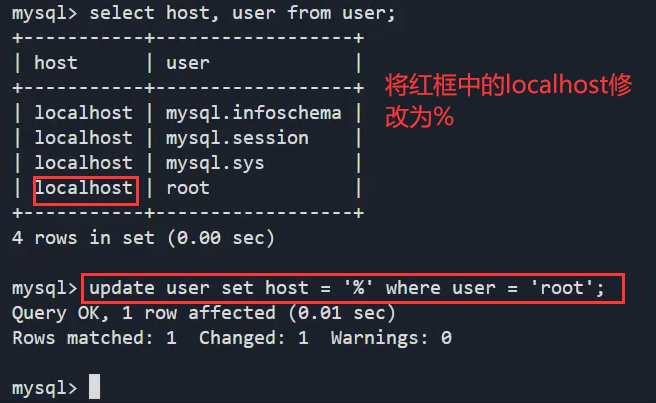 mysql> select host, user from user;
+-----------+------------------+
| host      | user             |
+-----------+------------------+
| localhost | mysql.infoschema |
| localhost | mysql.session    |
| localhost | mysql.sys        |
| localhost | root             |
+-----------+------------------+
4 rows in set (0.00 sec)
将红框中的localhost修
改为%
mysql> update user set host = '%' where user = 'root';
Query OK, 1 row affected (0.01 sec)
Rows matched: 1  Changed: 1  Warnings: 0
mysql>